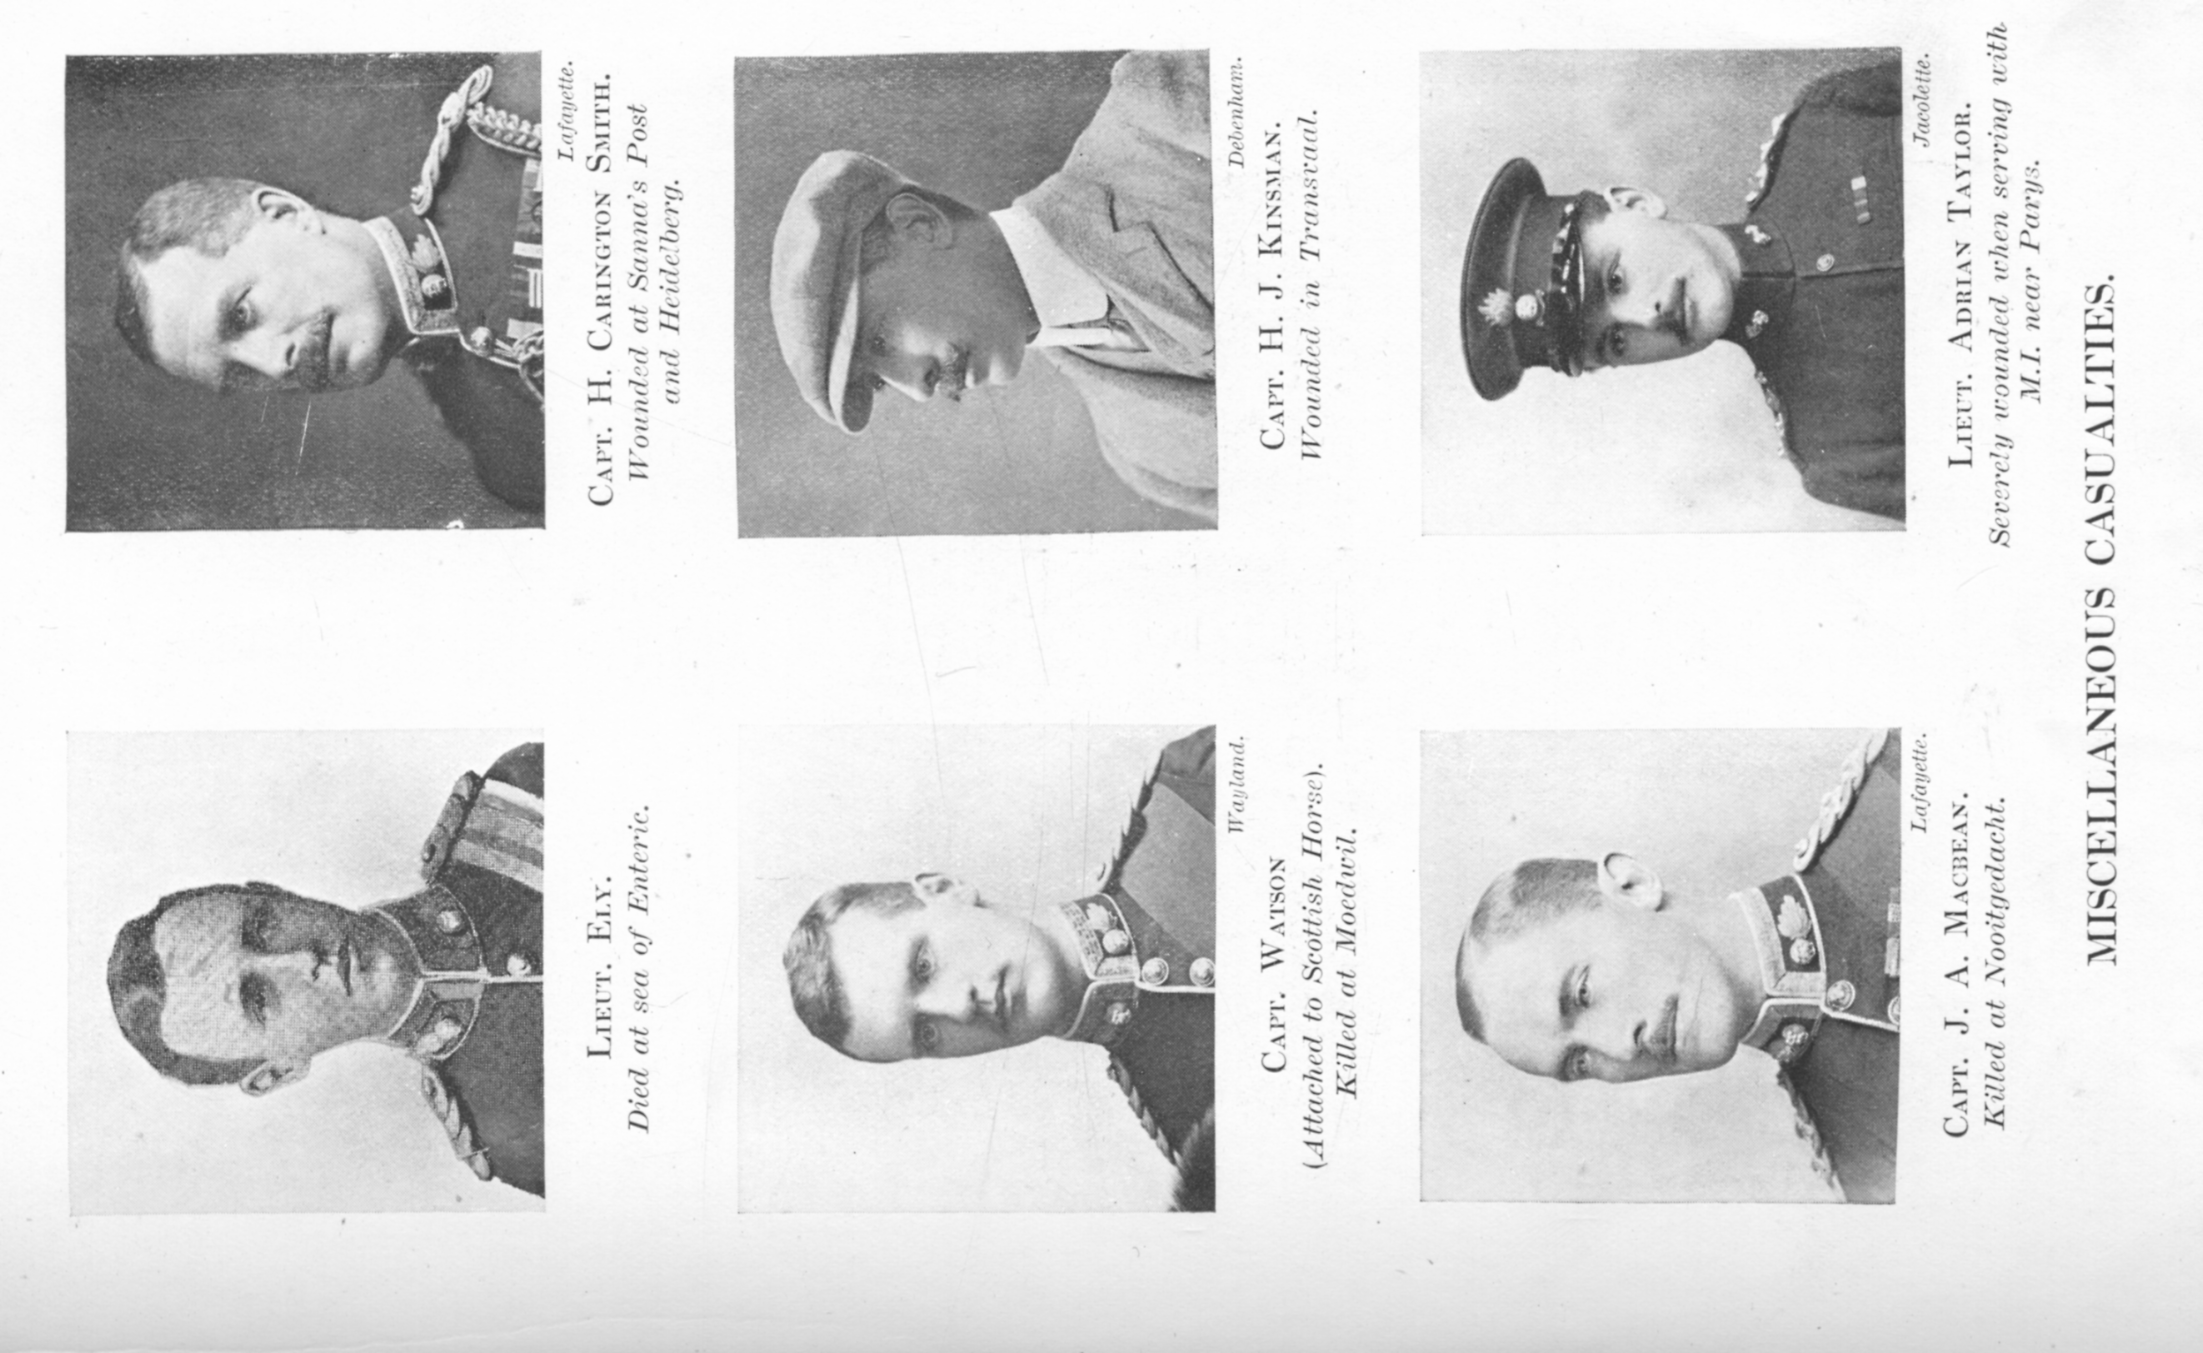 LIEUT. ELY.
Died at sea of Enteric.
Lafayette.
CAPT. H. CARINGTON SMITH.
Wounded at Sanna's Post
and Heidelberg.
Wayland.
CAPT. WATSON
(Attached to Scottish Horse).
Killed at Moedwil.
Debenham.
CAPT. H. J. KINSMAN.
Wounded in Transvaal.
Lafayette.
CAPT. J. A. MACBEAN.
Killed at Nooitgedacht.
Jacolette.
LIEUT. ADRIAN TAYLOR.
Severely wounded when serving with
M.I. near Parys.
MISCELLANEOUS CASUALTIES.